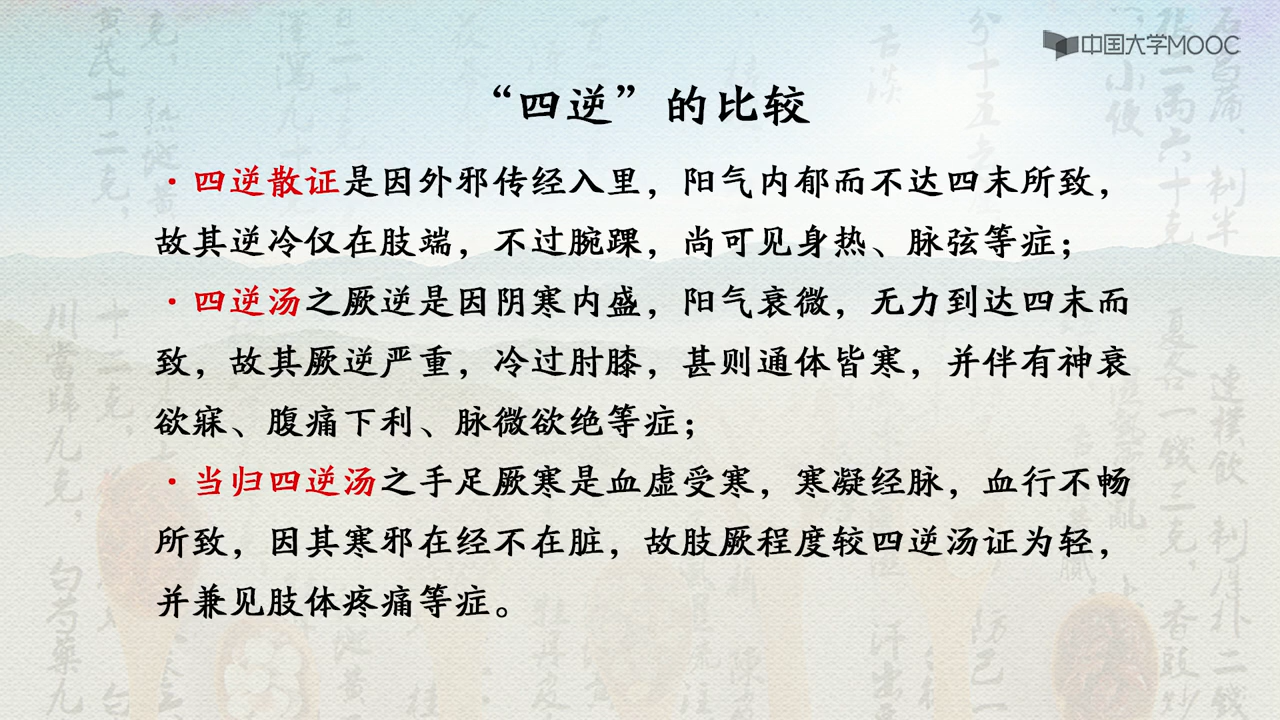 中国大学MOOC
“四逆”的比较
·四逆散证是因外邪传经入里，阳气内郁而不达四末所致，
故其逆冷仅在肢端，不过腕踝，尚可见身热、脉弦等症；
·四逆汤之厥逆是因阴寒内盛，阳气衰微，无力到达四末而
致，故其厥逆严重，冷过肘膝，甚则通体皆寒，并伴有神衰
欲寐、腹痛下利、脉微欲绝等症；
·当归四逆汤之手足厥寒是血虚受寒，寒凝经脉，血行不畅
所致，因其寒邪在经不在脏，故肢厥程度较四逆汤证为轻，
并兼见肢体疼痛等症。